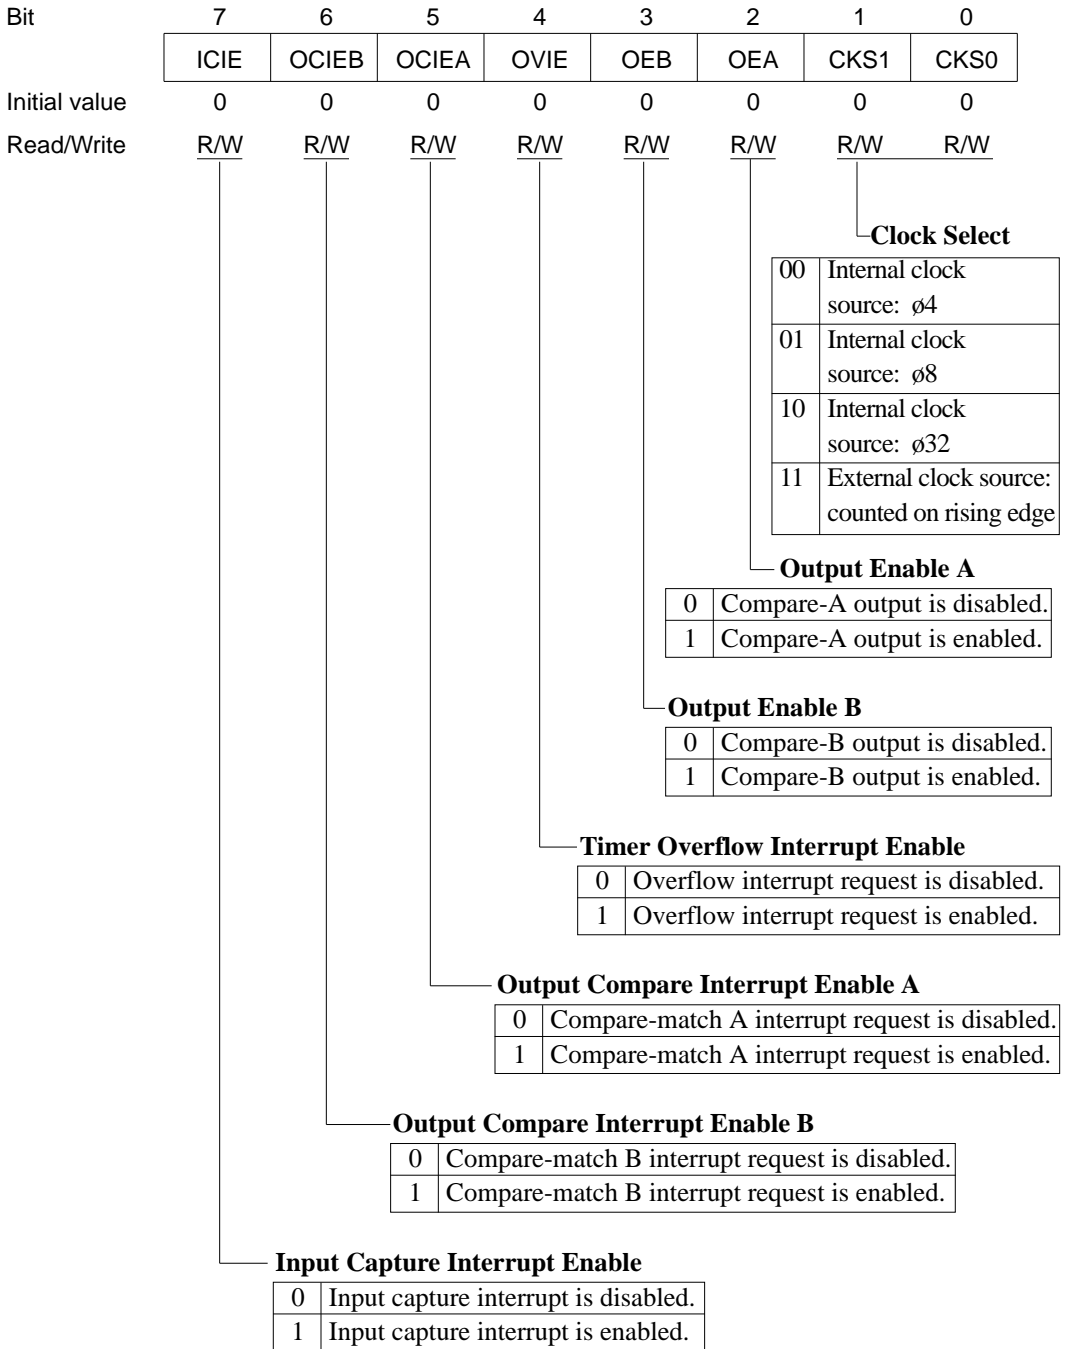 Bit 7 6 5 4 3 2 1 0
ICIE OCIEB OCIEA OVIE OEB OEA CKS1 CKS0
Initial value 0 0 0 0 0 0 0 0
Read/Write R/W R/W R/W R/W R/W R/W R/W R/W
Clock Select
00 Internal clock
source: ø4
01 Internal clock
source: ø8
10 Internal clock
source: ø32
11 External clock source:
counted on rising edge
Output Enable A
0 Compare-A output is disabled.
1 Compare-A output is enabled.
Output Enable B
0 Compare-B output is disabled.
1 Compare-B output is enabled.
Timer Overflow Interrupt Enable
0 Overflow interrupt request is disabled.
1 Overflow interrupt request is enabled.
Output Compare Interrupt Enable A
0 Compare-match A interrupt request is disabled.
1 Compare-match A interrupt request is enabled.
Output Compare Interrupt Enable B
0 Compare-match B interrupt request is disabled.
1 Compare-match B interrupt request is enabled.
Input Capture Interrupt Enable
0 Input capture interrupt is disabled.
1 Input capture interrupt is enabled.